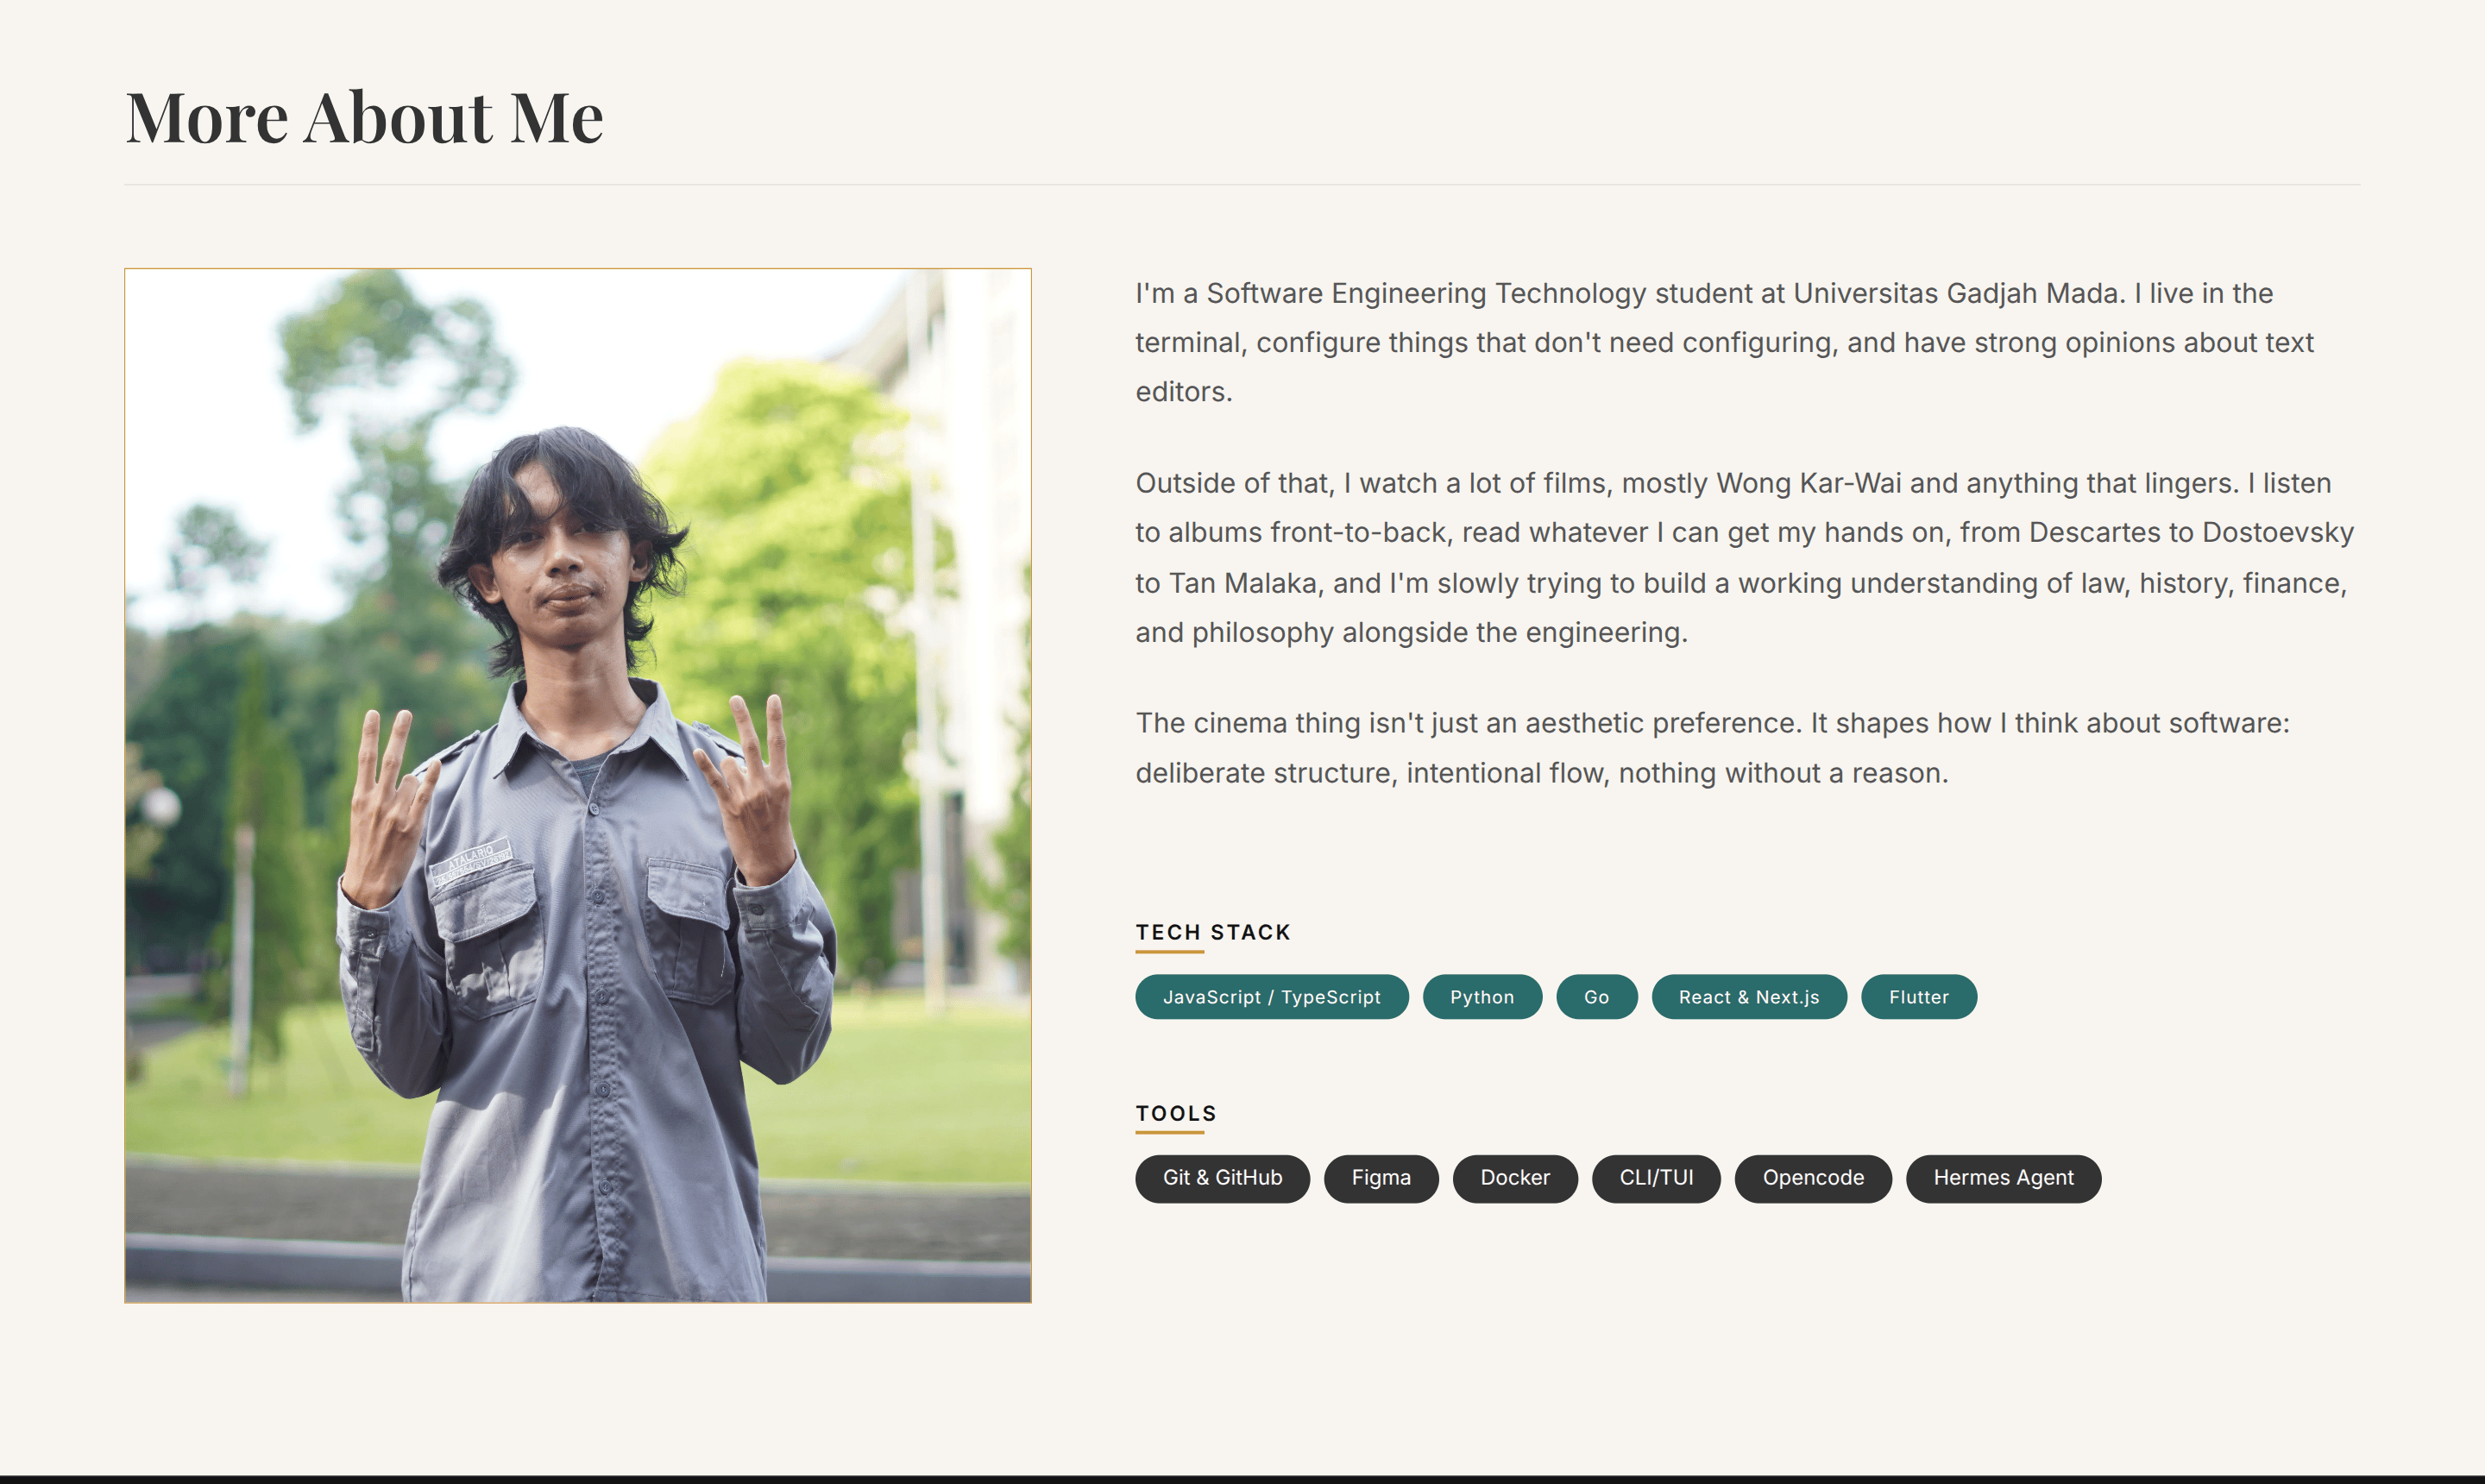 More About Me
I'm a Software Engineering Technology student at Universitas Gadjah Mada. I live in the
terminal, configure things that don't need configuring, and have strong opinions about text
editors.
Outside of that, I watch a lot of films, mostly Wong Kar-Wai and anything that lingers. I listen
to albums front-to-back, read whatever I can get my hands on, from Descartes to Dostoevsky
to Tan Malaka, and I'm slowly trying to build a working understanding of law, history, finance,
and philosophy alongside the engineering.
The cinema thing isn't just an aesthetic preference. It shapes how I think about software:
deliberate structure, intentional flow, nothing without a reason.
ATALARIQ
TECH STACK
JavaScript / TypeScript Python Go React & Next.js Flutter
TOOLS
Git & GitHub Figma Docker CLI/TUI Opencode Hermes Agent